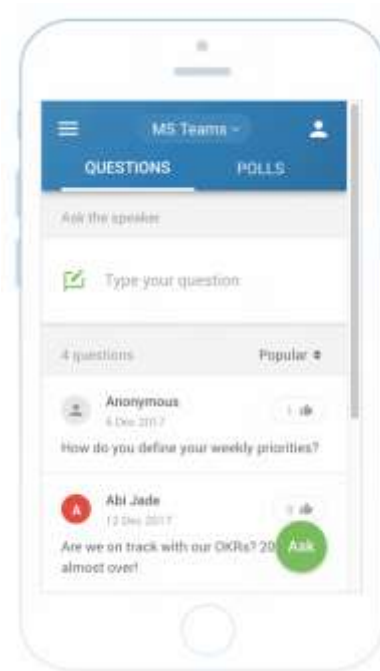 MS Teams
QUESTIONS POLLS
Ask the speaker
Type your question
4 questions Popular
Anonymous
6 Dec 2017
1
How do you define your weekly priorities?
A Abi Jade
12 Dec 2017
0
Are we on track with our OKRs? 20
Ask
almost over!